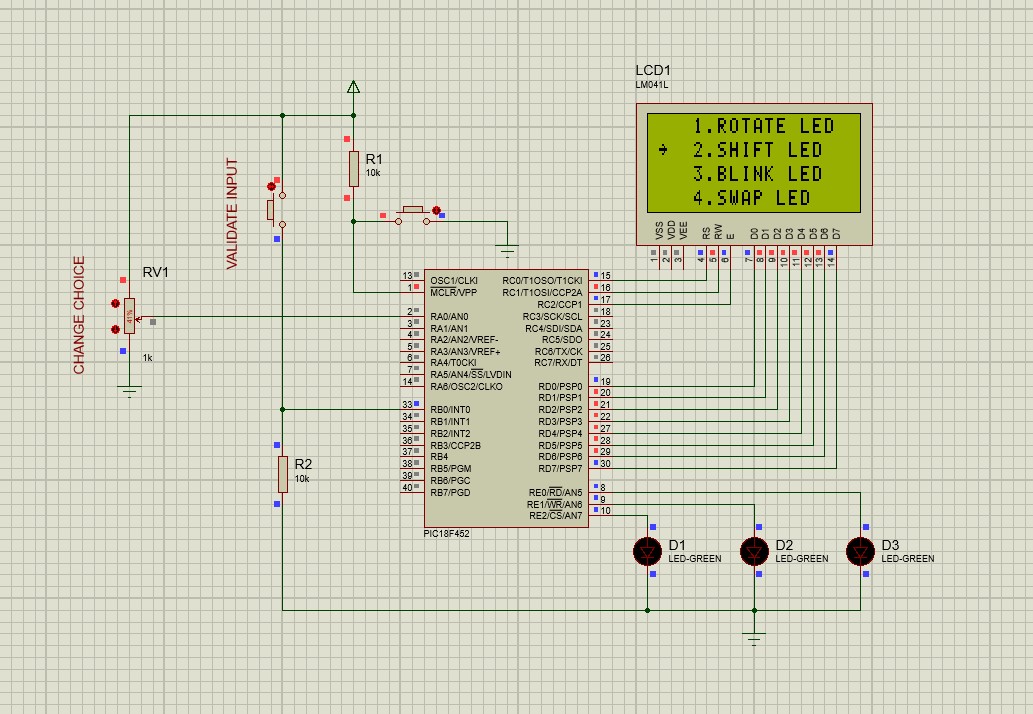 LCD1
LM041L
1.ROTATE LED
→ 2.SHIFT LED
3.BLINK LED
4.SWAP LED
VSS VDD VEE RS RW E D0 D1 D2 D3 D4 D5 D6 D7
1 2 3 4 5 6 7 8 9 10 11 12 13 14
R1
10k
VALIDATE INPUT
CHANGE CHOICE
RV1
41%
1k
R2
10k
13 OSC1/CLKI RC0/T1OSO/T1CKI 15
1 MCLR/VPP RC1/T1OSI/CCP2A 16
RC2/CCP1 17
2 RA0/AN0 RC3/SCK/SCL 18
3 RA1/AN1 RC4/SDI/SDA 23
4 RA2/AN2/VREF- RC5/SDO 24
5 RA3/AN3/VREF+ RC6/TX/CK 25
6 RA4/T0CKI RC7/RX/DT 26
7 RA5/AN4/SS/LVDIN
14 RA6/OSC2/CLKO RD0/PSP0 19
RD1/PSP1 20
33 RB0/INT0 RD2/PSP2 21
34 RB1/INT1 RD3/PSP3 22
35 RB2/INT2 RD4/PSP4 27
36 RB3/CCP2B RD5/PSP5 28
37 RB4 RD6/PSP6 29
38 RB5/PGM RD7/PSP7 30
39 RB6/PGC
40 RB7/PGD RE0/RD/AN5 8
RE1/WR/AN6 9
RE2/CS/AN7 10
PIC18F452
D1
LED-GREEN
D2
LED-GREEN
D3
LED-GREEN